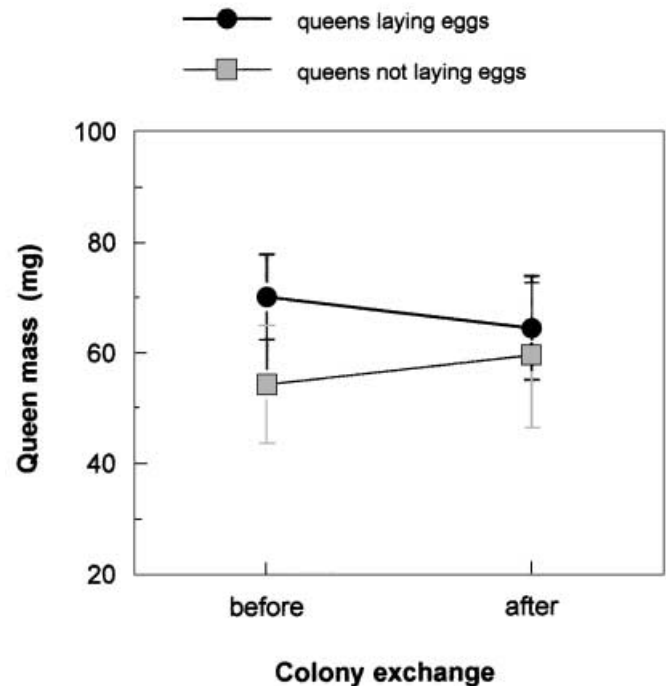 queens laying eggs
queens not laying eggs
100
80
60
40
20
Queen mass (mg)
before after
Colony exchange